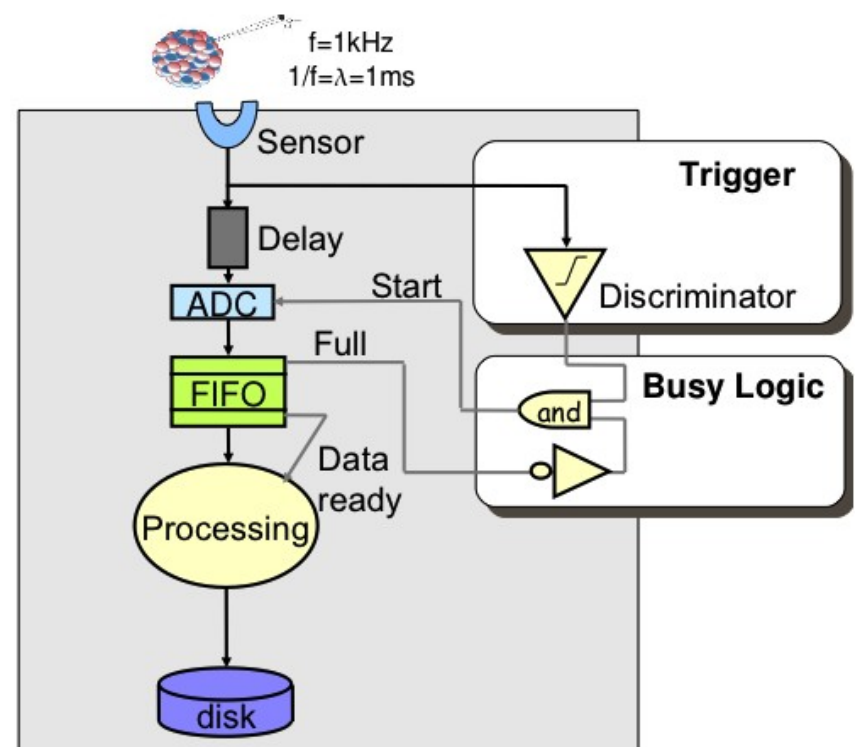 f=1kHz
1/f=λ=1ms
Sensor
Trigger
Delay
Discriminator
Start
ADC
Full
Busy Logic
FIFO
and
Data
ready
Processing
disk